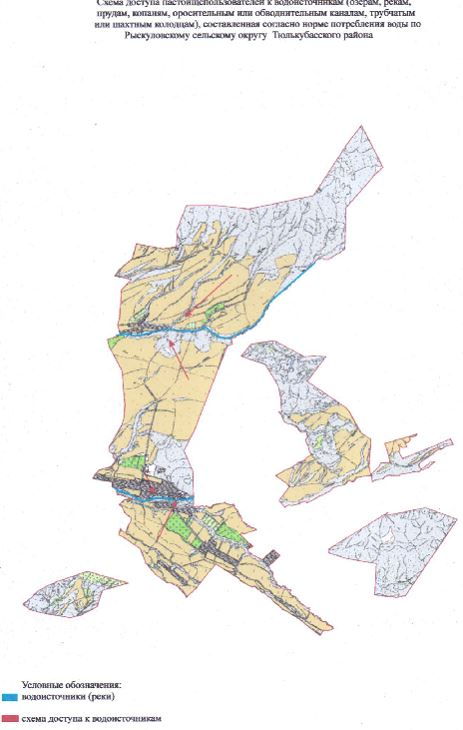 Схема доступа пастбищепользователей к водоисточникам (озерам, рекам,
прудам, копаням, оросительным или обводнительным каналам, трубчатым
или шахтным колодцам), составленная согласно норме потребления воды по
Рыскуловскому сельскому округу Тюлькубасского района
Условные обозначения:
водоисточники (реки)
схема доступа к водоисточникам